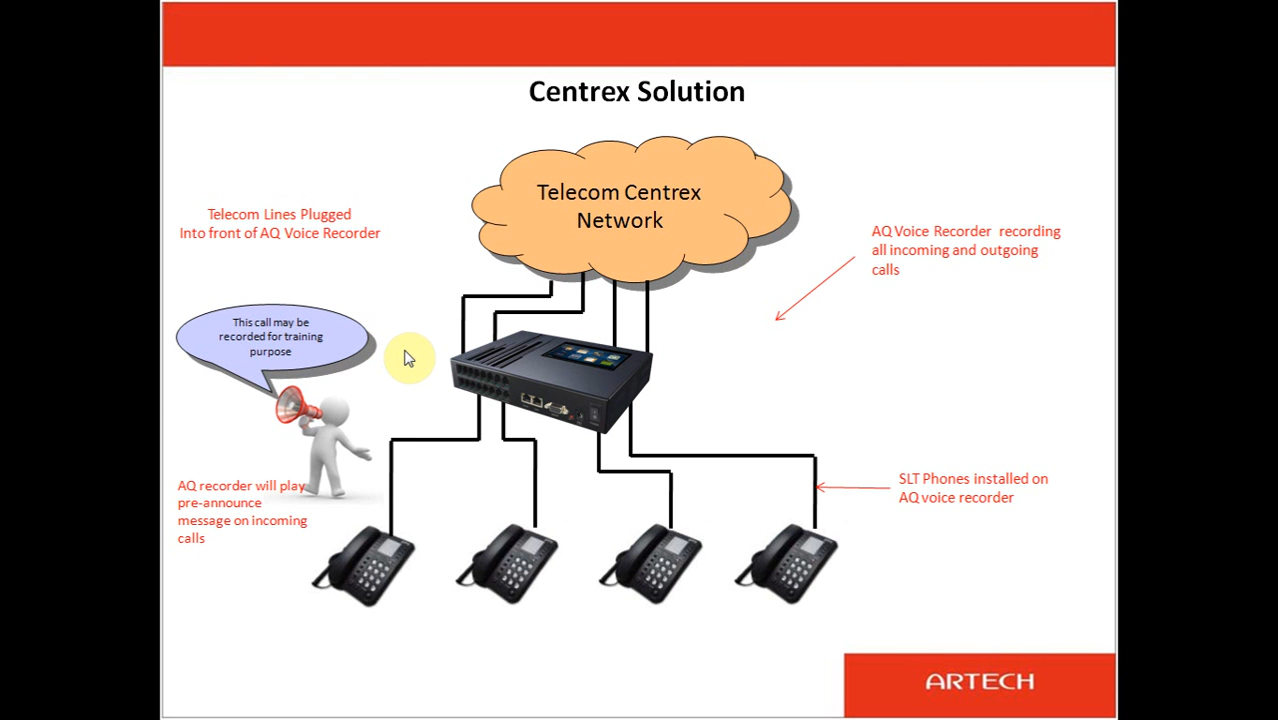 Centrex Solution
Telecom Centrex
Network
Telecom Lines Plugged
Into front of AQ Voice Recorder
AQ Voice Recorder recording
all incoming and outgoing
calls
This call may be
recorded for training
purpose
AQ recorder will play
pre-announce
message on incoming
calls
SLT Phones installed on
AQ voice recorder
ARTECH